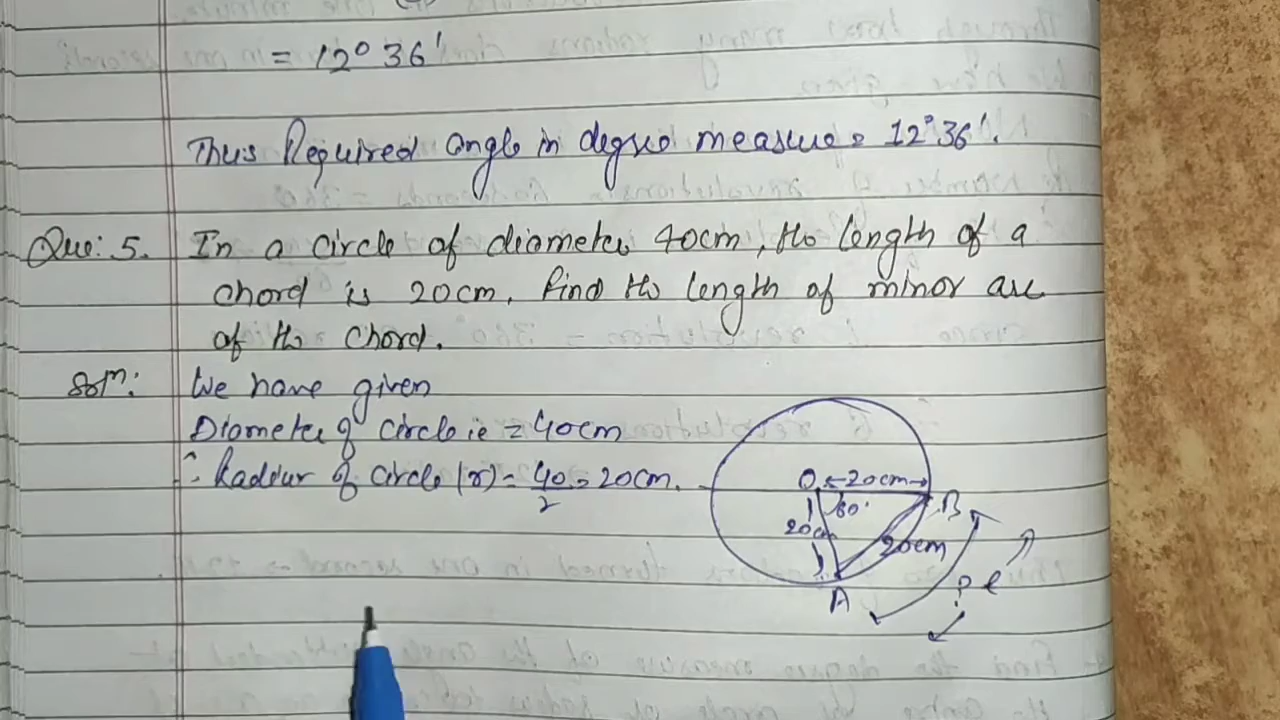 = 12° 36'
Thus Required angle in degree measure = 12° 36'.
Que: 5. In a circle of diameter 40cm, the length of a
chord is 20cm, find the length of minor arc
of the chord.
Solⁿ: We have given
Diameter of circle ie = 40cm
∴ Radius of circle (r) = 40/2 = 20cm.
O ←20cm→
60°
B
20cm
20cm
A
? l